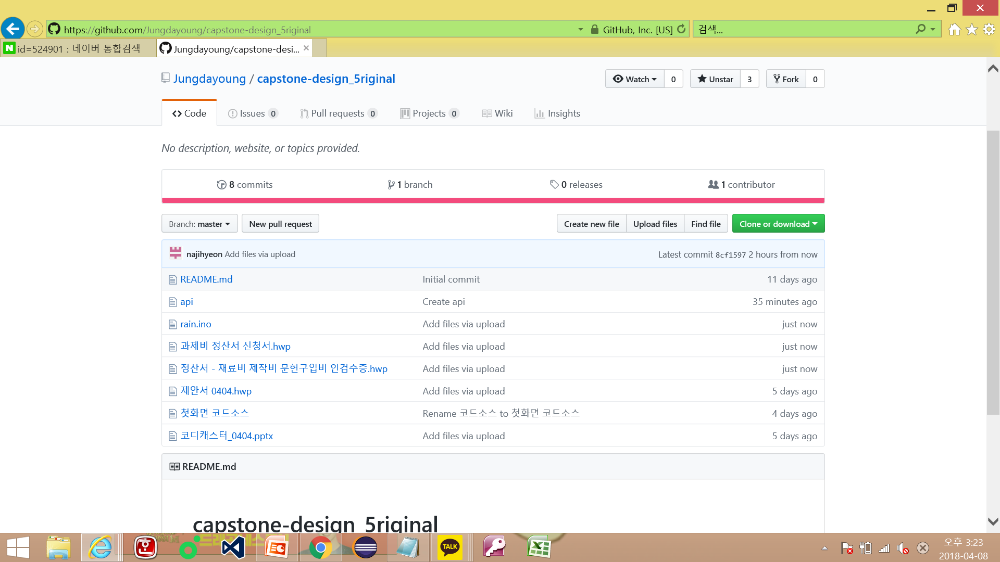 https://github.com/Jungdayoung/capstone-design_5riginal
GitHub, Inc. [US]
검색...
id=524901 : 네이버 통합검색
Jungdayoung/capstone-desi...
Jungdayoung / capstone-design_5riginal
Watch 0
Unstar 3
Fork 0
Code
Issues 0
Pull requests 0
Projects 0
Wiki
Insights
No description, website, or topics provided.
8 commits
1 branch
0 releases
1 contributor
Branch: master
New pull request
Create new file
Upload files
Find file
Clone or download
najihyeon Add files via upload
Latest commit 8cf1597 2 hours from now
README.md Initial commit 11 days ago
api Create api 35 minutes ago
rain.ino Add files via upload just now
과제비 정산서 신청서.hwp Add files via upload just now
정산서 - 재료비 제작비 문헌구입비 인검수증.hwp Add files via upload just now
제안서 0404.hwp Add files via upload 5 days ago
첫화면 코드소스 Rename 코드소스 to 첫화면 코드소스 4 days ago
코디캐스터_0404.pptx Add files via upload 5 days ago
README.md
capstone-design_5riginal
TALK
오후 3:23
2018-04-08